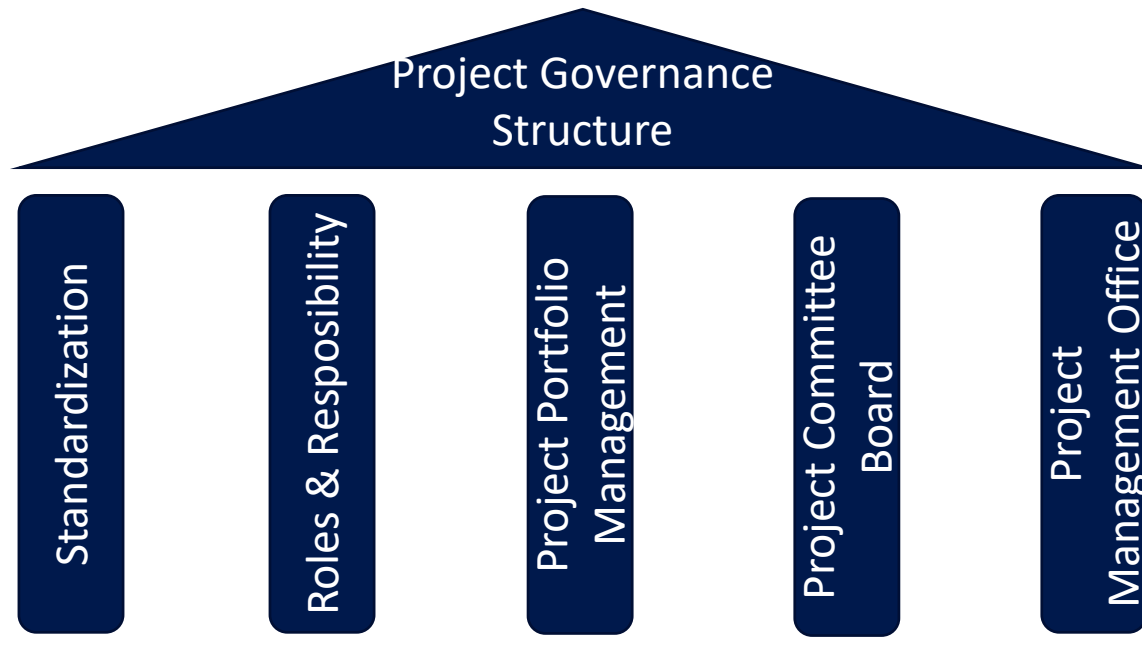 Project Governance
Structure
Standardization
Roles & Resposibility
Project Portfolio
Management
Project Committee
Board
Project
Management Office